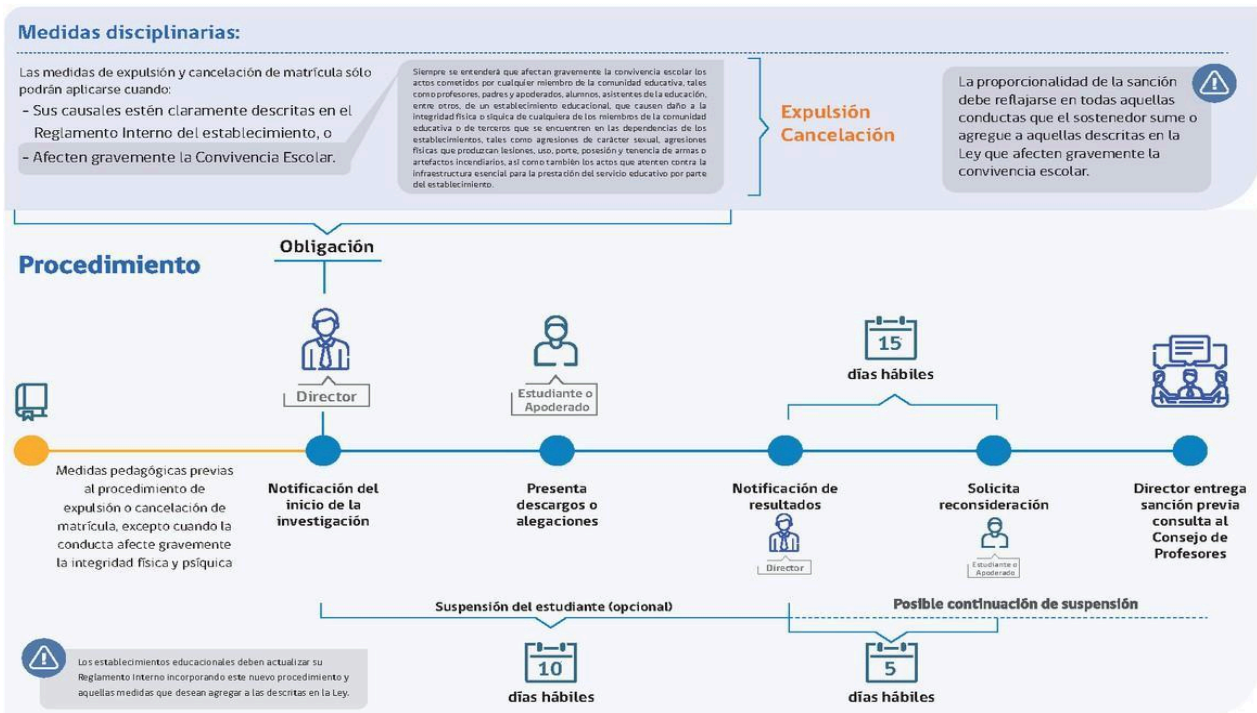 Medidas disciplinarias:
Las medidas de expulsión y cancelación de matrícula sólo
podrán aplicarse cuando:
- Sus causales estén claramente descritas en el
Reglamento Interno del establecimiento, o
- Afecten gravemente la Convivencia Escolar.
Siempre se entenderá que afectan gravemente la convivencia escolar los
actos cometidos por cualquier miembro de la comunidad educativa, tales
como profesores, padres y apoderados, alumnos, asistentes de la educación,
entre otros, de un establecimiento educacional, que causen daño a la
integridad física o síquica de cualquiera de los miembros de la comunidad
educativa o de terceros que se encuentren en las dependencias de los
establecimientos, tales como agresiones de carácter sexual, agresiones
físicas que produzcan lesiones, uso, porte, posesión y tenencia de armas o
artefactos incendiarios, así como también los actos que atenten contra la
infraestructura esencial para la prestación del servicio educativo por parte
del establecimiento.
Expulsión
Cancelación
La proporcionalidad de la sanción
debe reflejarse en todas aquellas
conductas que el sostenedor sume o
agregue a aquellas descritas en la
Ley que afecten gravemente la
convivencia escolar.
Procedimiento
Obligación
Director
Estudiante o
Apoderado
15
días hábiles
Medidas pedagógicas previas
al procedimiento de
expulsión o cancelación de
matrícula, excepto cuando la
conducta afecte gravemente
la integridad física y psíquica
Notificación del
inicio de la
investigación
Presenta
descargos o
alegaciones
Notificación de
resultados
Director
Solicita
reconsideración
Estudiante o
Apoderado
Director entrega
sanción previa
consulta al
Consejo de
Profesores
Suspensión del estudiante (opcional)
Posible continuación de suspensión
10
días hábiles
5
días hábiles
Los establecimientos educacionales deben actualizar su
Reglamento Interno incorporando este nuevo procedimiento y
aquellas medidas que desean agregar a las descritas en la Ley.